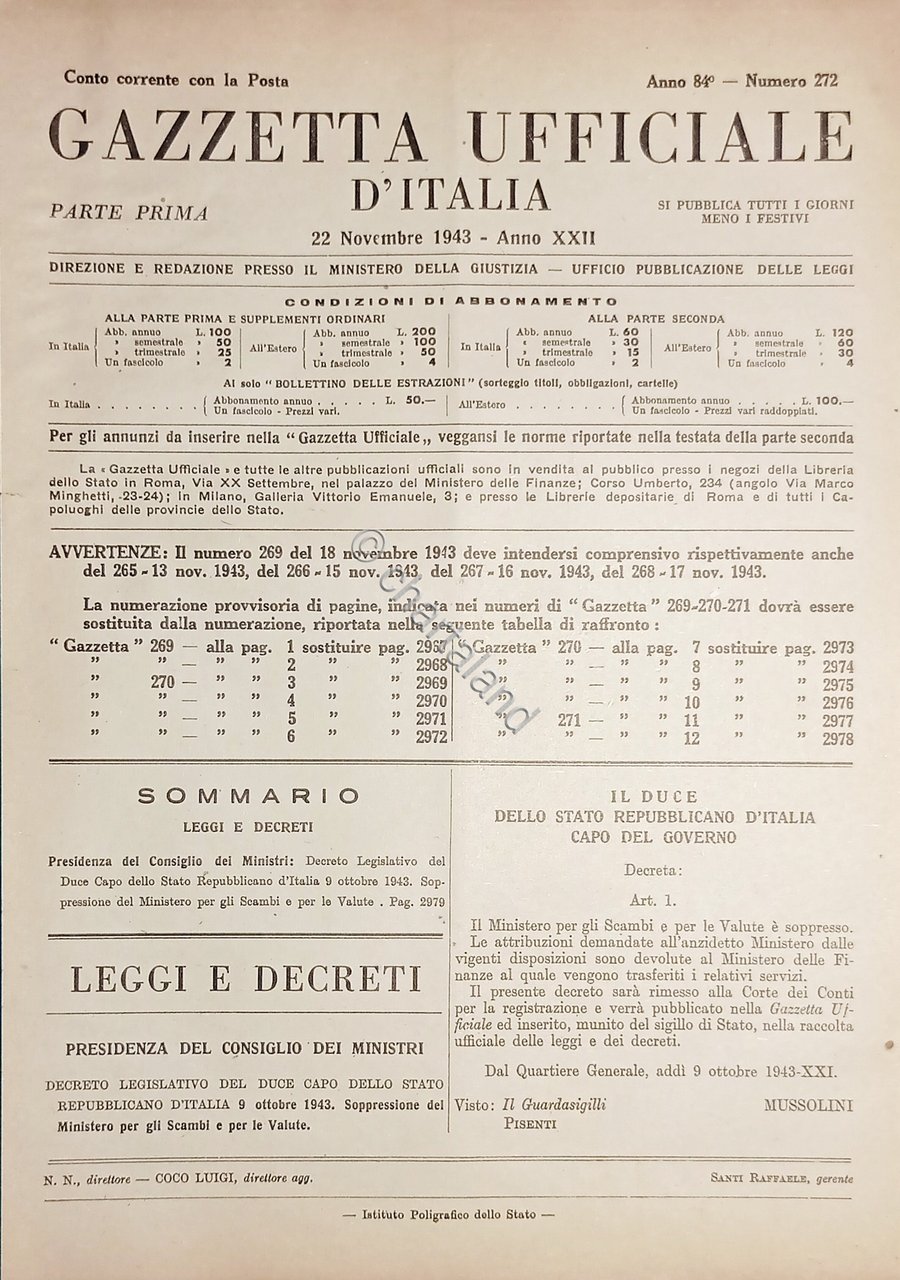 Conto corrente con la Posta
Anno 84º — Numero 272
GAZZETTA UFFICIALE
D'ITALIA
PARTE PRIMA
SI PUBBLICA TUTTI I GIORNI
MENO I FESTIVI
22 Novembre 1943 - Anno XXII
DIREZIONE E REDAZIONE PRESSO IL MINISTERO DELLA GIUSTIZIA — UFFICIO PUBBLICAZIONE DELLE LEGGI
CONDIZIONI DI ABBONAMENTO
ALLA PARTE PRIMA E SUPPLEMENTI ORDINARI
In Italia
Abb. annuo L. 100
» semestrale » 50
» trimestrale » 25
Un fascicolo » 2
All'Estero
Abb. annuo L. 200
» semestrale » 100
» trimestrale » 50
Un fascicolo » 4
ALLA PARTE SECONDA
In Italia
Abb. annuo L. 60
« semestrale » 30
» trimestrale » 15
Un fascicolo » 2
All'Estero
Abb. annuo L. 120
» semestrale » 60
» trimestrale » 30
Un fascicolo » 4
Al solo "BOLLETTINO DELLE ESTRAZIONI" (sorteggio titoli, obbligazioni, cartelle)
In Italia . . . . . . . Abbonamento annuo . . . . . L. 50.—
Un fascicolo - Prezzi vari.
All'Estero . . . . . . . Abbonamento annuo . . . . . L. 100.—
Un fascicolo - Prezzi vari raddoppiati.
Per gli annunzi da inserire nella "Gazzetta Ufficiale„ veggansi le norme riportate nella testata della parte seconda
La « Gazzetta Ufficiale » e tutte le altre pubblicazioni ufficiali sono in vendita al pubblico presso i negozi della Libreria
dello Stato in Roma, Via XX Settembre, nel palazzo del Ministero delle Finanze; Corso Umberto, 234 (angolo Via Marco
Minghetti, -23-24); in Milano, Galleria Vittorio Emanuele, 3; e presso le Librerie depositarie di Roma e di tutti i Ca-
poluoghi delle provincie dello Stato.
AVVERTENZE: Il numero 269 del 18 novembre 1943 deve intendersi comprensivo rispettivamente anche
del 265-13 nov. 1943, del 266-15 nov. 1943, del 267-16 nov. 1943, del 268-17 nov. 1943.
La numerazione provvisoria di pagine, indicata nei numeri di "Gazzetta" 269-270-271 dovrà essere
sostituita dalla numerazione, riportata nella seguente tabella di raffronto :
"Gazzetta" 269 — alla pag. 1 sostituire pag. 2967
" " — " " 2 " " 2968
" 270 — " " 3 " " 2969
" " — " " 4 " " 2970
" " — " " 5 " " 2971
" " — " " 6 " " 2972
"Gazzetta" 270 — alla pag. 7 sostituire pag. 2973
" " — " " 8 " " 2974
" " — " " 9 " " 2975
" " — " " 10 " " 2976
" 271 — " " 11 " " 2977
" " — " " 12 " " 2978
© chartaland
SOMMARIO
LEGGI E DECRETI
Presidenza del Consiglio dei Ministri: Decreto Legislativo del
Duce Capo dello Stato Repubblicano d'Italia 9 ottobre 1943. Sop-
pressione del Ministero per gli Scambi e per le Valute . Pag. 2979
LEGGI E DECRETI
PRESIDENZA DEL CONSIGLIO DEI MINISTRI
DECRETO LEGISLATIVO DEL DUCE CAPO DELLO STATO
REPUBBLICANO D'ITALIA 9 ottobre 1943. Soppressione del
Ministero per gli Scambi e per le Valute.
IL DUCE
DELLO STATO REPUBBLICANO D'ITALIA
CAPO DEL GOVERNO
Decreta:
Art. 1.
Il Ministero per gli Scambi e per le Valute è soppresso.
Le attribuzioni demandate all'anzidetto Ministero dalle
vigenti disposizioni sono devolute al Ministero delle Fi-
nanze al quale vengono trasferiti i relativi servizi.
Il presente decreto sarà rimesso alla Corte dei Conti
per la registrazione e verrà pubblicato nella Gazzetta Uf-
ficiale ed inserito, munito del sigillo di Stato, nella raccolta
ufficiale delle leggi e dei decreti.
Dal Quartiere Generale, addì 9 ottobre 1943-XXI.
Visto: Il Guardasigilli MUSSOLINI
PISENTI
N. N., direttore — COCO LUIGI, direttore agg.
SANTI RAFFAELE, gerente
— Istituto Poligrafico dello Stato —